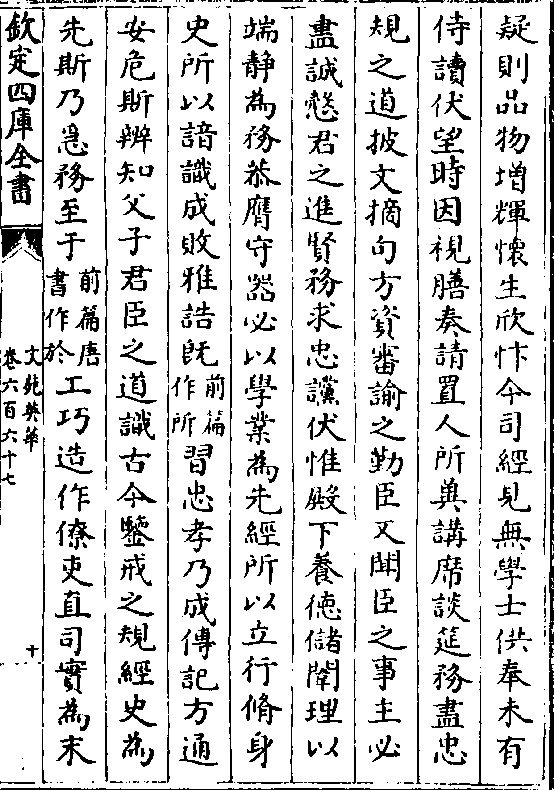 疑則品物增輝懷生欣忭今司經見無學士供奉未有
侍讀伏望時因視膳奏請置人所冀講席談筵務盡忠
規之道披文摘句方資審諭之勤臣又聞臣之事主必
盡誠慤君之進賢務求忠讜伏惟殿下養德儲闈理以
端静為務恭膺守器必以學業為先經所以立行脩身
史所以諳識成敗雅誥既前篇作所習忠孝乃成傳記方通
安危斯辨知父子君臣之道識古今鑒戒之規經史為
先斯乃急務至于前篇唐書作於工巧造作僚吏直司實為末
欽定四庫全書
文苑英華
卷六百六十七
十